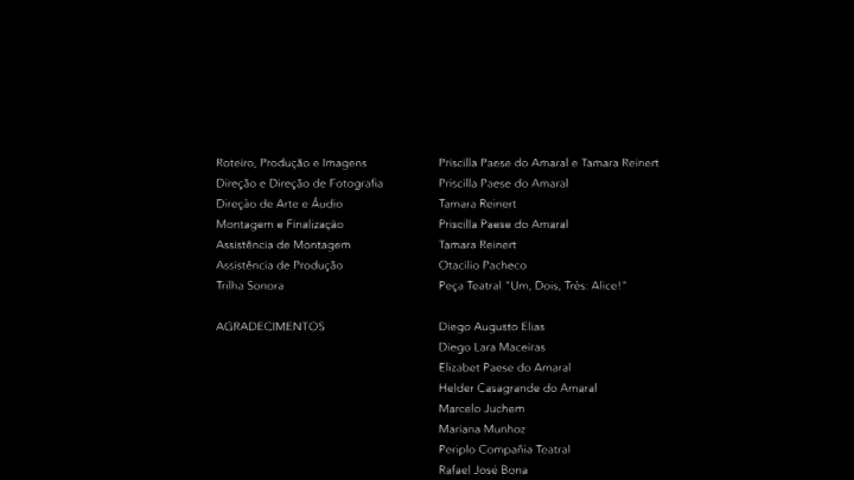 Roteiro, Produção e Imagens Priscilla Paese do Amaral e Tamara Reinert
Direção e Direção de Fotografia Priscilla Paese do Amaral
Direção de Arte e Áudio Tamara Reinert
Montagem e Finalização Priscilla Paese do Amaral
Assistência de Montagem Tamara Reinert
Assistência de Produção Otacílio Pacheco
Trilha Sonora Peça Teatral "Um, Dois, Três: Alice!"
AGRADECIMENTOS Diego Augusto Elias
Diego Lara Maceiras
Elizabet Paese do Amaral
Helder Casagrande do Amaral
Marcelo Juchem
Mariana Munhoz
Periplo Compañia Teatral
Rafael José Bona